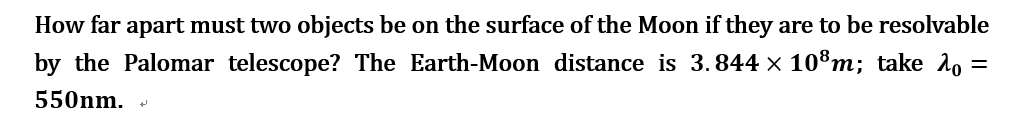 How far apart must two objects be on the surface of the Moon if they are to be resolvable
by the Palomar telescope? The Earth-Moon distance is 3.844 × 10⁸m; take λ₀ =
550nm. ↵